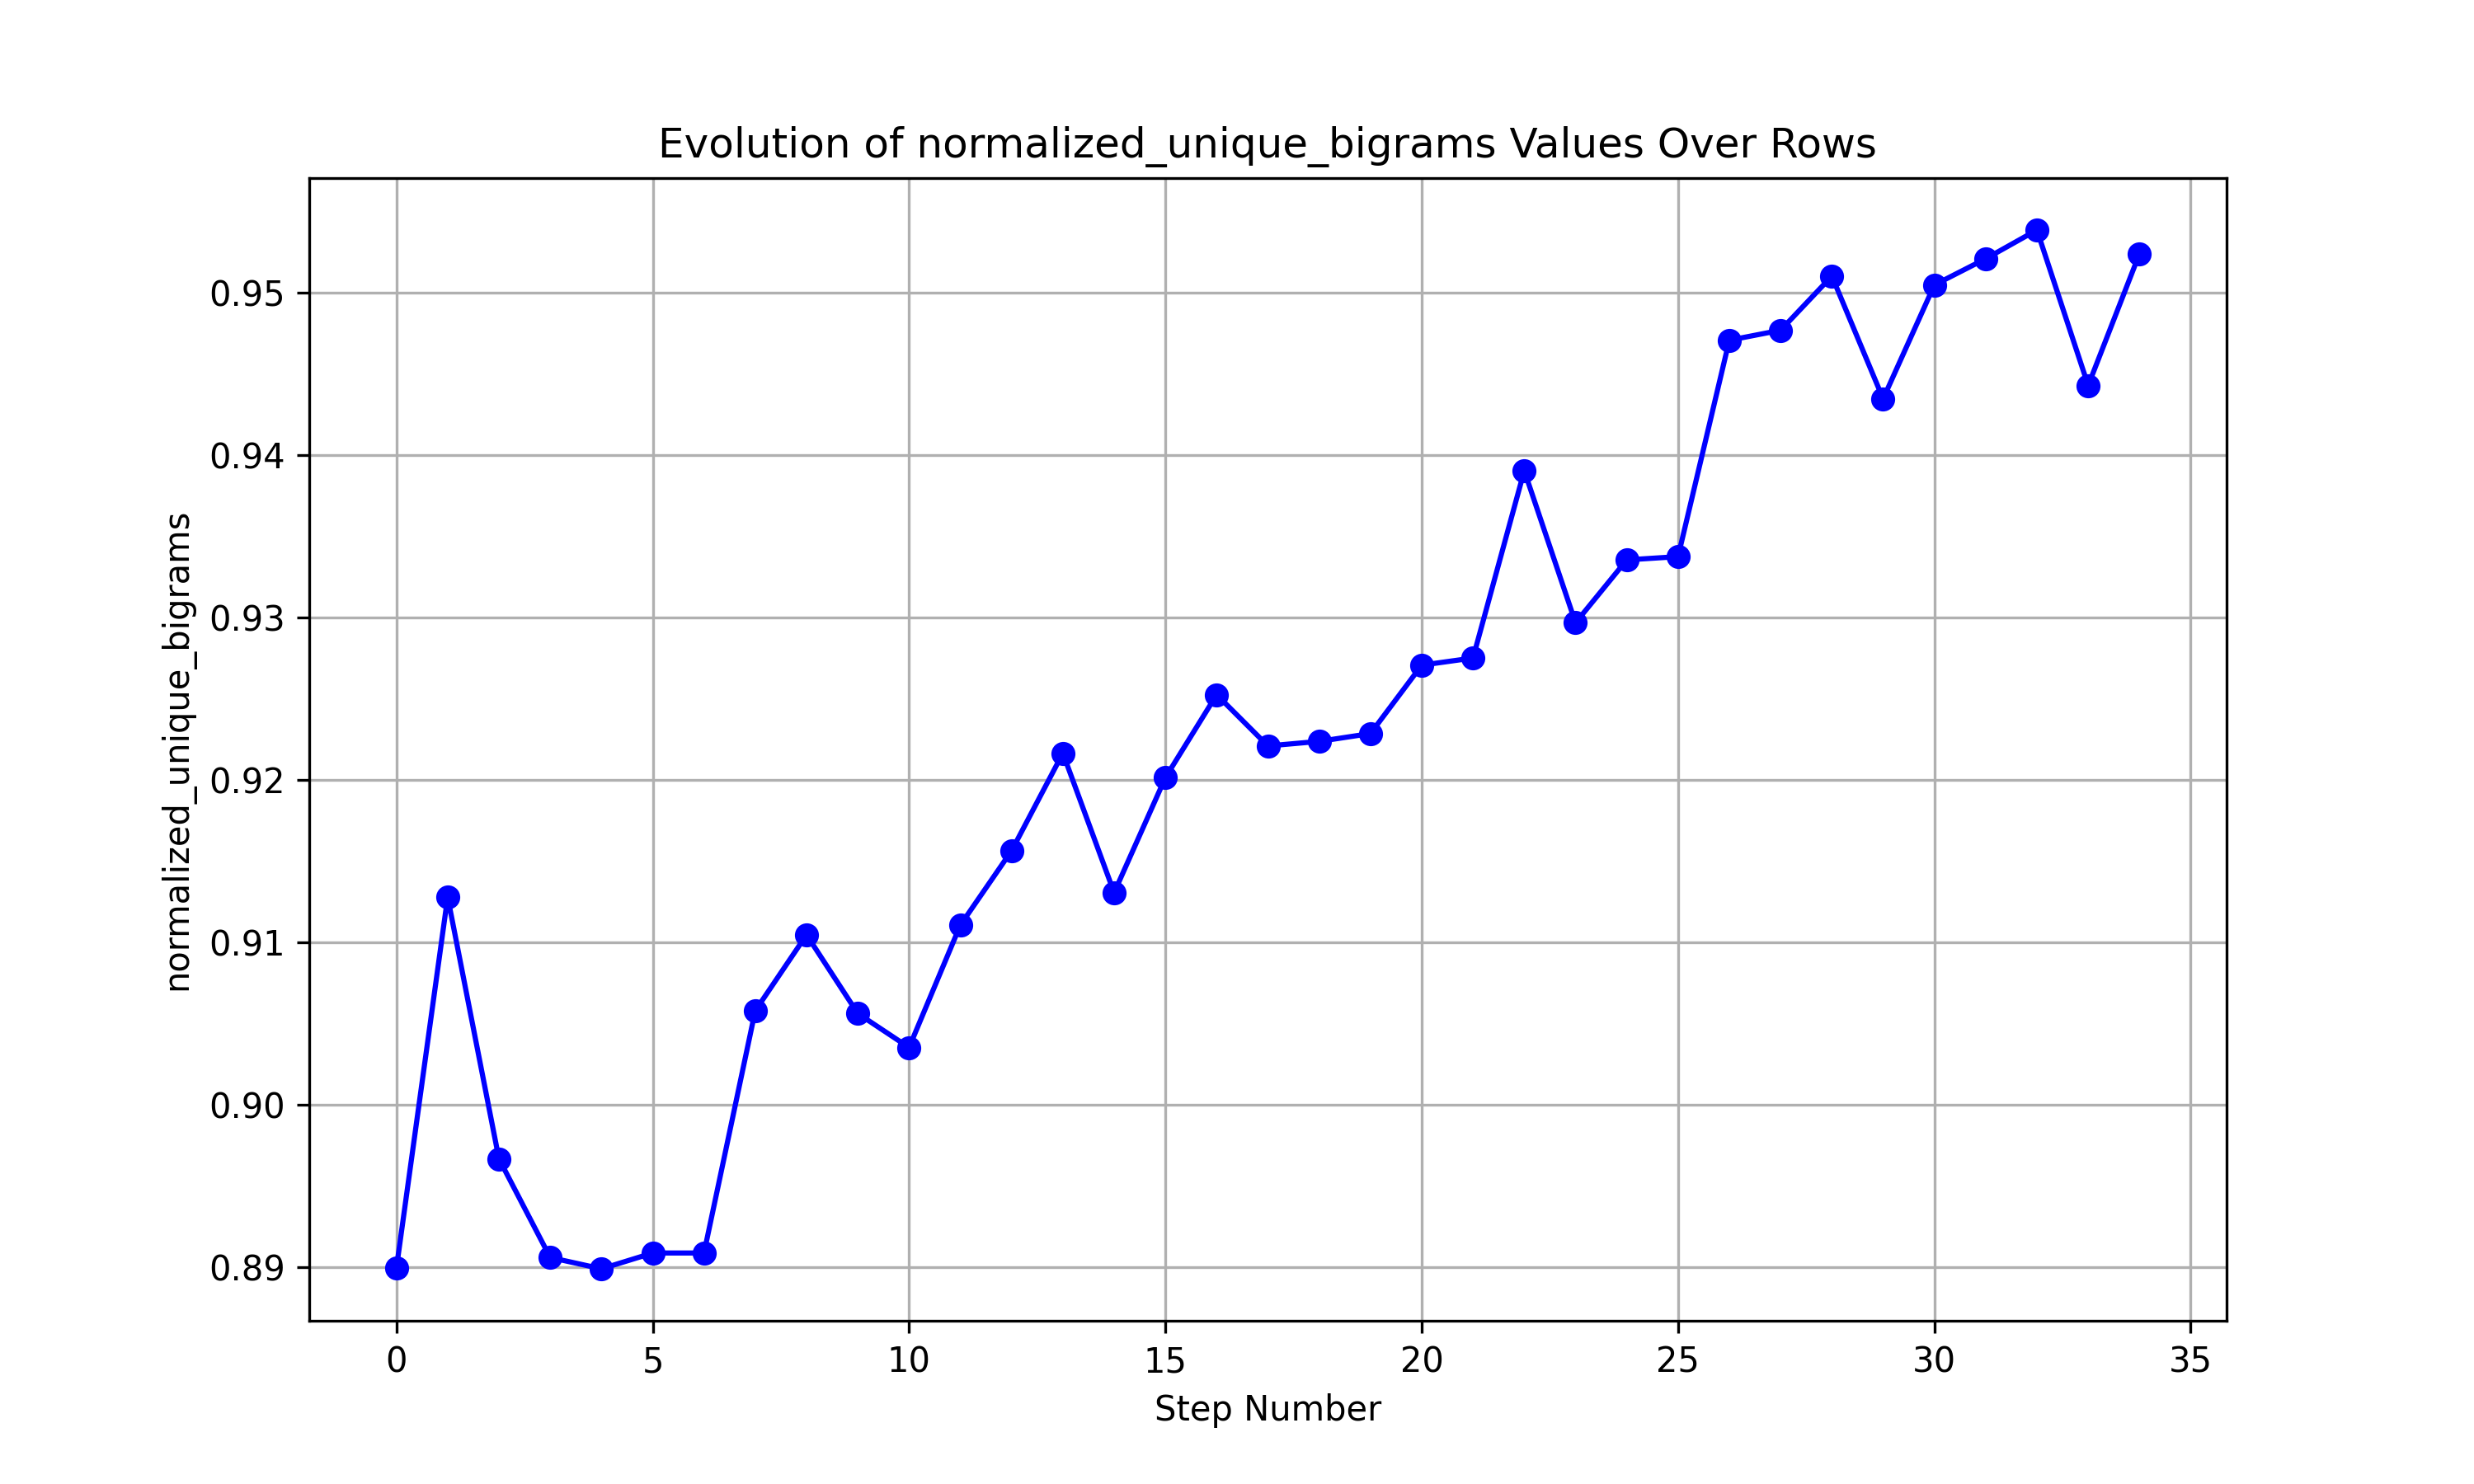 Evolution of normalized_unique_bigrams Values Over Rows
normalized_unique_bigrams
0.95
0.94
0.93
0.92
0.91
0.90
0.89
0 5 10 15 20 25 30 35
Step Number